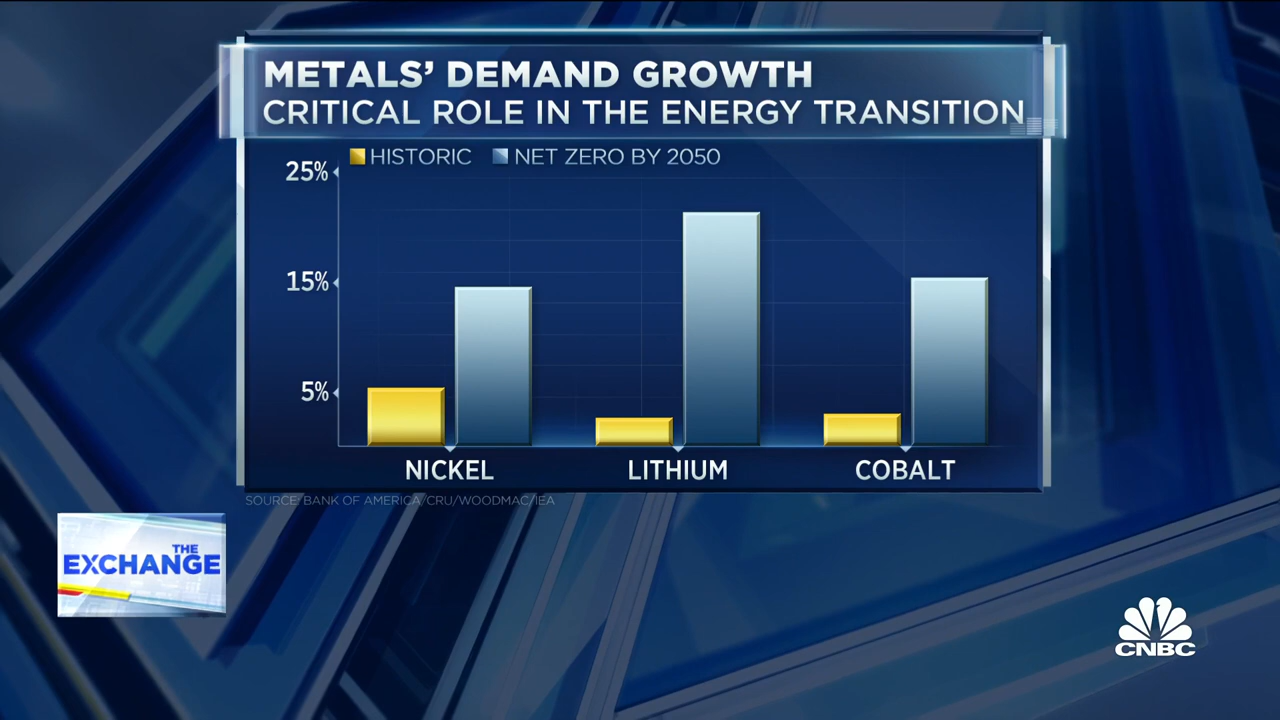 METALS' DEMAND GROWTH
CRITICAL ROLE IN THE ENERGY TRANSITION
HISTORIC NET ZERO BY 2050
25%
15%
5%
NICKEL LITHIUM COBALT
SOURCE: BANK OF AMERICA/CRU/WOODMAC/IEA
THE
EXCHANGE
CNBC